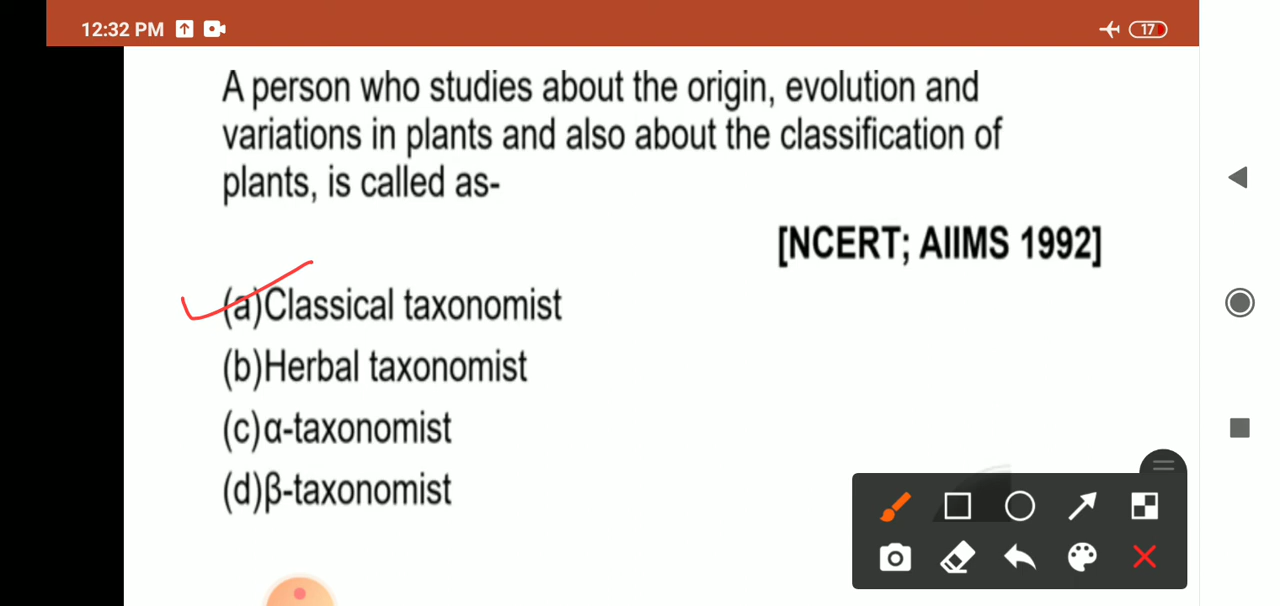 12:32 PM
17
A person who studies about the origin, evolution and
variations in plants and also about the classification of
plants, is called as-
[NCERT; AIIMS 1992]
(a)Classical taxonomist
(b)Herbal taxonomist
(c)α-taxonomist
(d)β-taxonomist